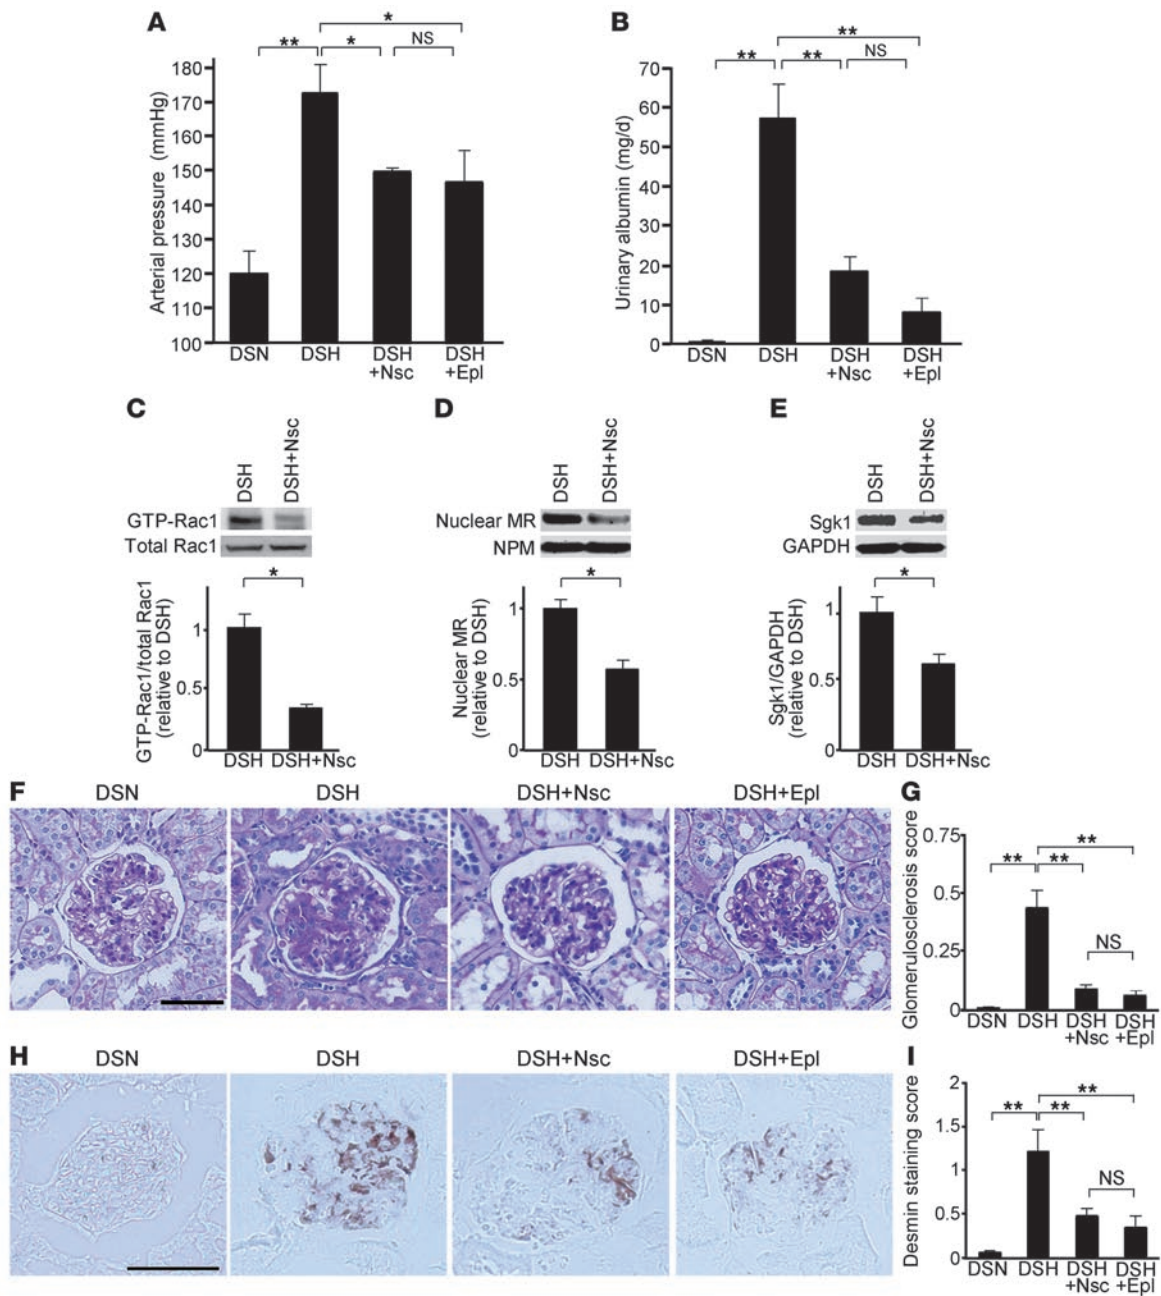 A
**
*
*
NS
Arterial pressure (mmHg)
180
170
160
150
140
130
120
110
100
DSN
DSH
DSH
+Nsc
DSH
+Epl
B
**
**
**
NS
Urinary albumin (mg/d)
70
60
50
40
30
20
10
0
DSN
DSH
DSH
+Nsc
DSH
+Epl
C
DSH
DSH+Nsc
GTP-Rac1
Total Rac1
*
GTP-Rac1/total Rac1
(relative to DSH)
1
0.5
0
DSH DSH+Nsc
D
DSH
DSH+Nsc
Nuclear MR
NPM
*
Nuclear MR
(relative to DSH)
1
0.5
0
DSH DSH+Nsc
E
DSH
DSH+Nsc
Sgk1
GAPDH
*
Sgk1/GAPDH
(relative to DSH)
1
0.5
0
DSH DSH+Nsc
F
DSN
DSH
DSH+Nsc
DSH+Epl
G
Glomerulosclerosis score
0.75
0.5
0.25
0
**
**
**
NS
DSN
DSH
DSH
+Nsc
DSH
+Epl
H
DSN
DSH
DSH+Nsc
DSH+Epl
I
Desmin staining score
2
1.5
1
0.5
0
**
**
**
NS
DSN
DSH
DSH
+Nsc
DSH
+Epl